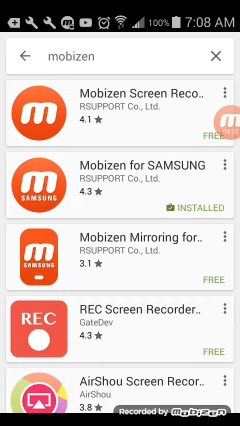 100% 7:08 AM
mobizen
m
Mobizen Screen Reco..
RSUPPORT Co., Ltd.
4.1
FREE
m
SAMSUNG
Mobizen for SAMSUNG
RSUPPORT Co., Ltd.
4.3
INSTALLED
m
SAMSUNG
Mobizen Mirroring for..
RSUPPORT Co., Ltd.
3.1
FREE
REC
REC Screen Recorder..
GateDev
4.3
FREE
AirShou Screen Recor..
AirShou
3.8
Recorded by mobizen